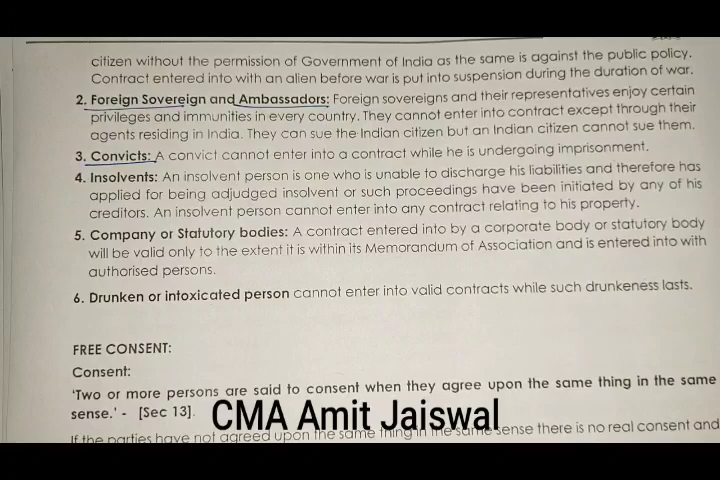 citizen without the permission of Government of India as the same is against the public policy.
Contract entered into with an alien before war is put into suspension during the duration of war.
2. Foreign Sovereign and Ambassadors: Foreign sovereigns and their representatives enjoy certain
privileges and immunities in every country. They cannot enter into contract except through their
agents residing in India. They can sue the Indian citizen but an Indian citizen cannot sue them.
3. Convicts: A convict cannot enter into a contract while he is undergoing imprisonment.
4. Insolvents: An insolvent person is one who is unable to discharge his liabilities and therefore has
applied for being adjudged insolvent or such proceedings have been initiated by any of his
creditors. An insolvent person cannot enter into any contract relating to his property.
5. Company or Statutory bodies: A contract entered into by a corporate body or statutory body
will be valid only to the extent it is within its Memorandum of Association and is entered into with
authorised persons.
6. Drunken or intoxicated person cannot enter into valid contracts while such drunkeness lasts.
FREE CONSENT:
Consent:
'Two or more persons are said to consent when they agree upon the same thing in the same
sense.' - [Sec 13].
CMA Amit Jaiswal
If the parties have not agreed upon the same thing in the same sense there is no real consent and